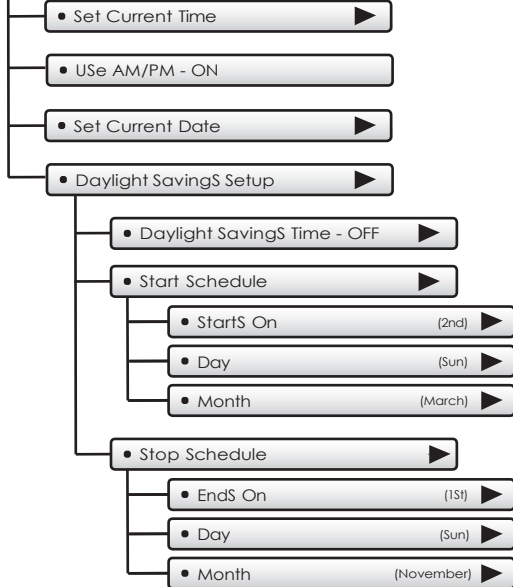 • Set Current Time
• USe AM/PM - ON
• Set Current Date
• Daylight SavingS Setup
• Daylight SavingS Time - OFF
• Start Schedule
• StartS On (2nd)
• Day (Sun)
• Month (March)
• Stop Schedule
• EndS On (1St)
• Day (Sun)
• Month (November)